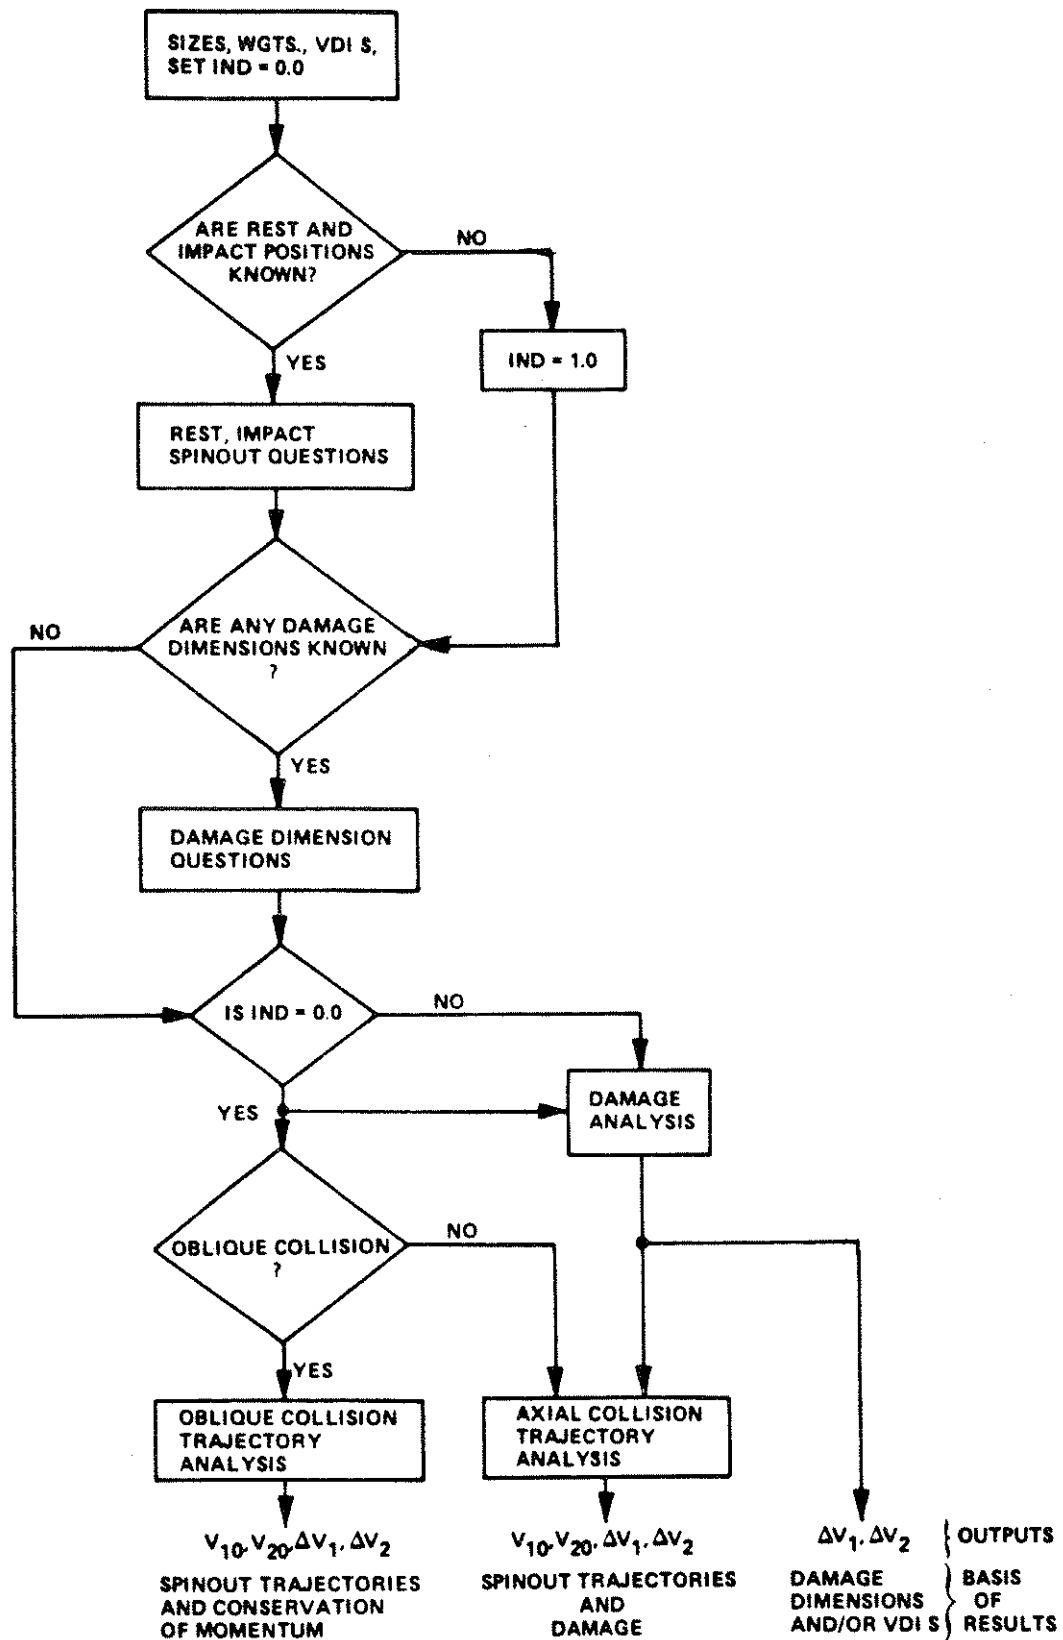 SIZES, WGTS., VDI S,
SET IND = 0.0
ARE REST AND
IMPACT POSITIONS
KNOWN?
NO
YES
IND = 1.0
REST, IMPACT
SPINOUT QUESTIONS
ARE ANY DAMAGE
DIMENSIONS KNOWN
?
NO
YES
DAMAGE DIMENSION
QUESTIONS
IS IND = 0.0
NO
YES
DAMAGE
ANALYSIS
OBLIQUE COLLISION
?
NO
YES
OBLIQUE COLLISION
TRAJECTORY
ANALYSIS
AXIAL COLLISION
TRAJECTORY
ANALYSIS
V₁₀, V₂₀, ΔV₁, ΔV₂
SPINOUT TRAJECTORIES
AND CONSERVATION
OF MOMENTUM
V₁₀, V₂₀, ΔV₁, ΔV₂
SPINOUT TRAJECTORIES
AND
DAMAGE
ΔV₁, ΔV₂
DAMAGE
DIMENSIONS
AND/OR VDI S
OUTPUTS
BASIS
OF
RESULTS